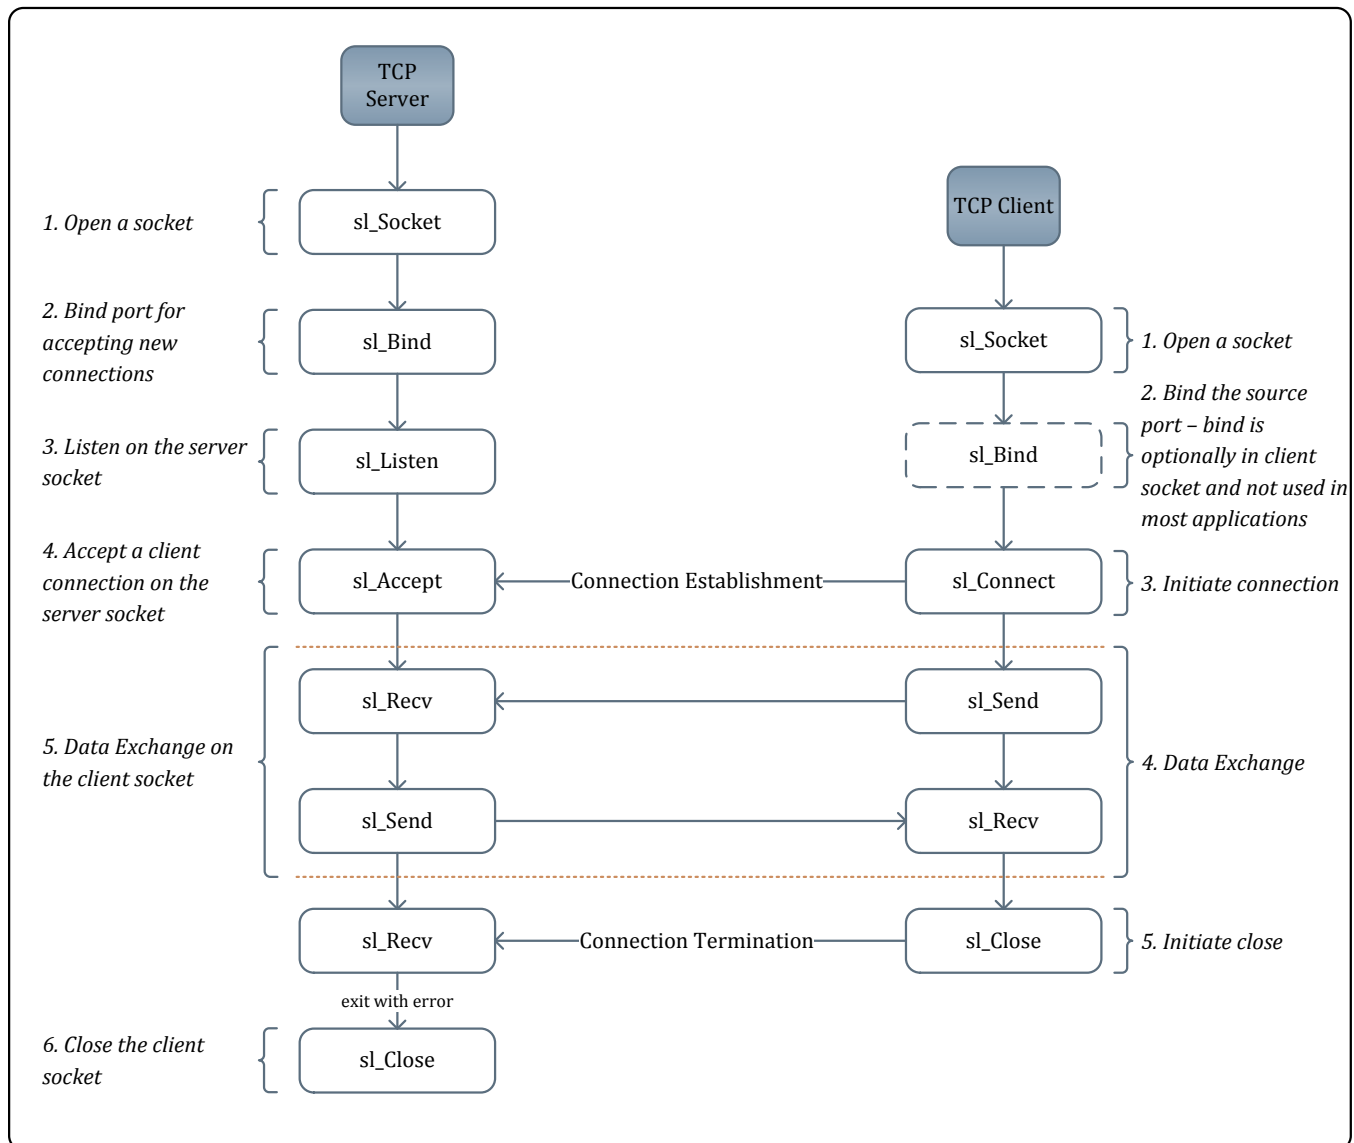 TCP
Server
1. Open a socket
sl_Socket
2. Bind port for
accepting new
connections
sl_Bind
3. Listen on the server
socket
sl_Listen
4. Accept a client
connection on the
server socket
sl_Accept
Connection Establishment
5. Data Exchange on
the client socket
sl_Recv
sl_Send
sl_Recv
Connection Termination
exit with error
6. Close the client
socket
sl_Close
TCP Client
sl_Socket
1. Open a socket
sl_Bind
2. Bind the source
port – bind is
optionally in client
socket and not used in
most applications
sl_Connect
3. Initiate connection
sl_Send
sl_Recv
4. Data Exchange
sl_Close
5. Initiate close